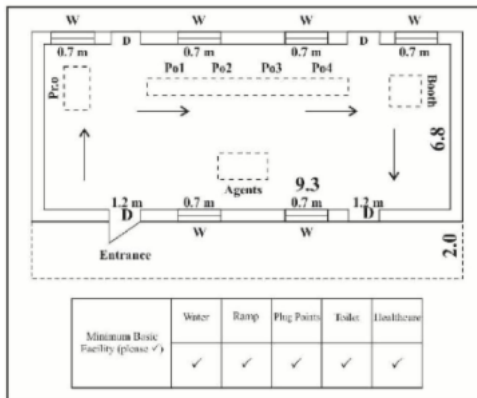 W W W W
D D
0.7 m 0.7 m 0.7 m 0.7 m
Po1 Po2 Po3 Po4
Pr.o
Booth
6.8
9.3
Agents
1.2 m 0.7 m 0.7 m 1.2 m
D D
W W
Entrance
2.0
Water Ramp Plug Points Toilet Healthcare
Minimum Basic
Facility (please ✓)
✓ ✓ ✓ ✓ ✓